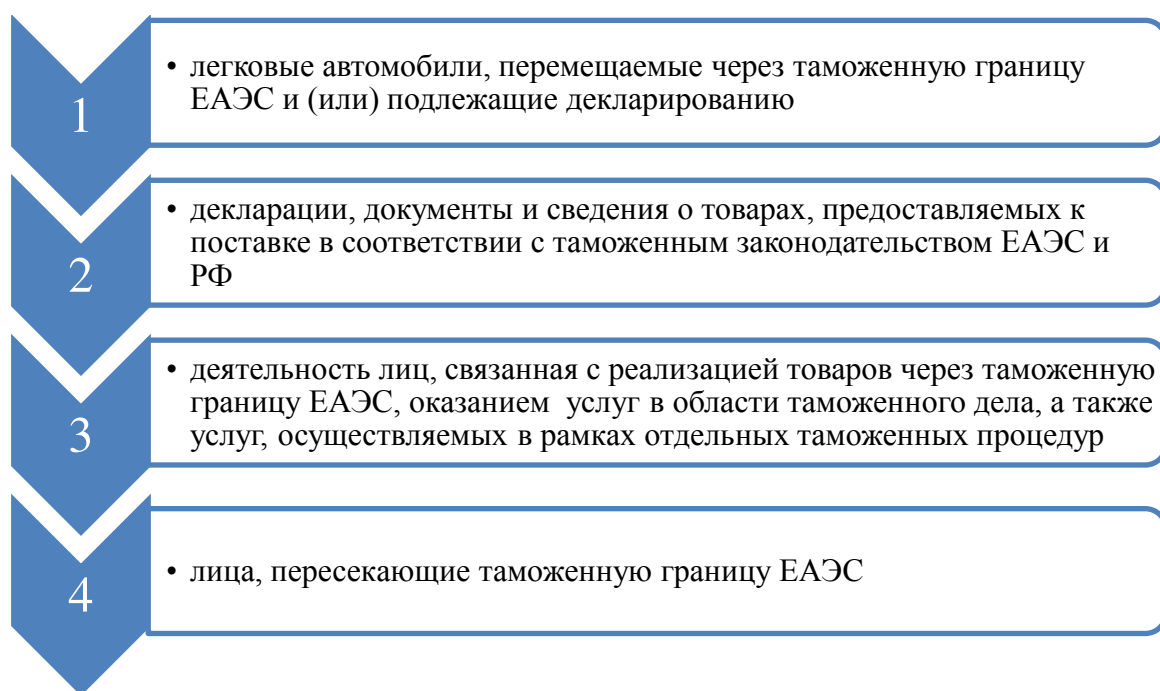 1
• легковые автомобили, перемещаемые через таможенную границу
ЕАЭС и (или) подлежащие декларированию
2
• декларации, документы и сведения о товарах, предоставляемых к
поставке в соответствии с таможенным законодательством ЕАЭС и
РФ
3
• деятельность лиц, связанная с реализацией товаров через таможенную
границу ЕАЭС, оказанием услуг в области таможенного дела, а также
услуг, осуществляемых в рамках отдельных таможенных процедур
4
• лица, пересекающие таможенную границу ЕАЭС